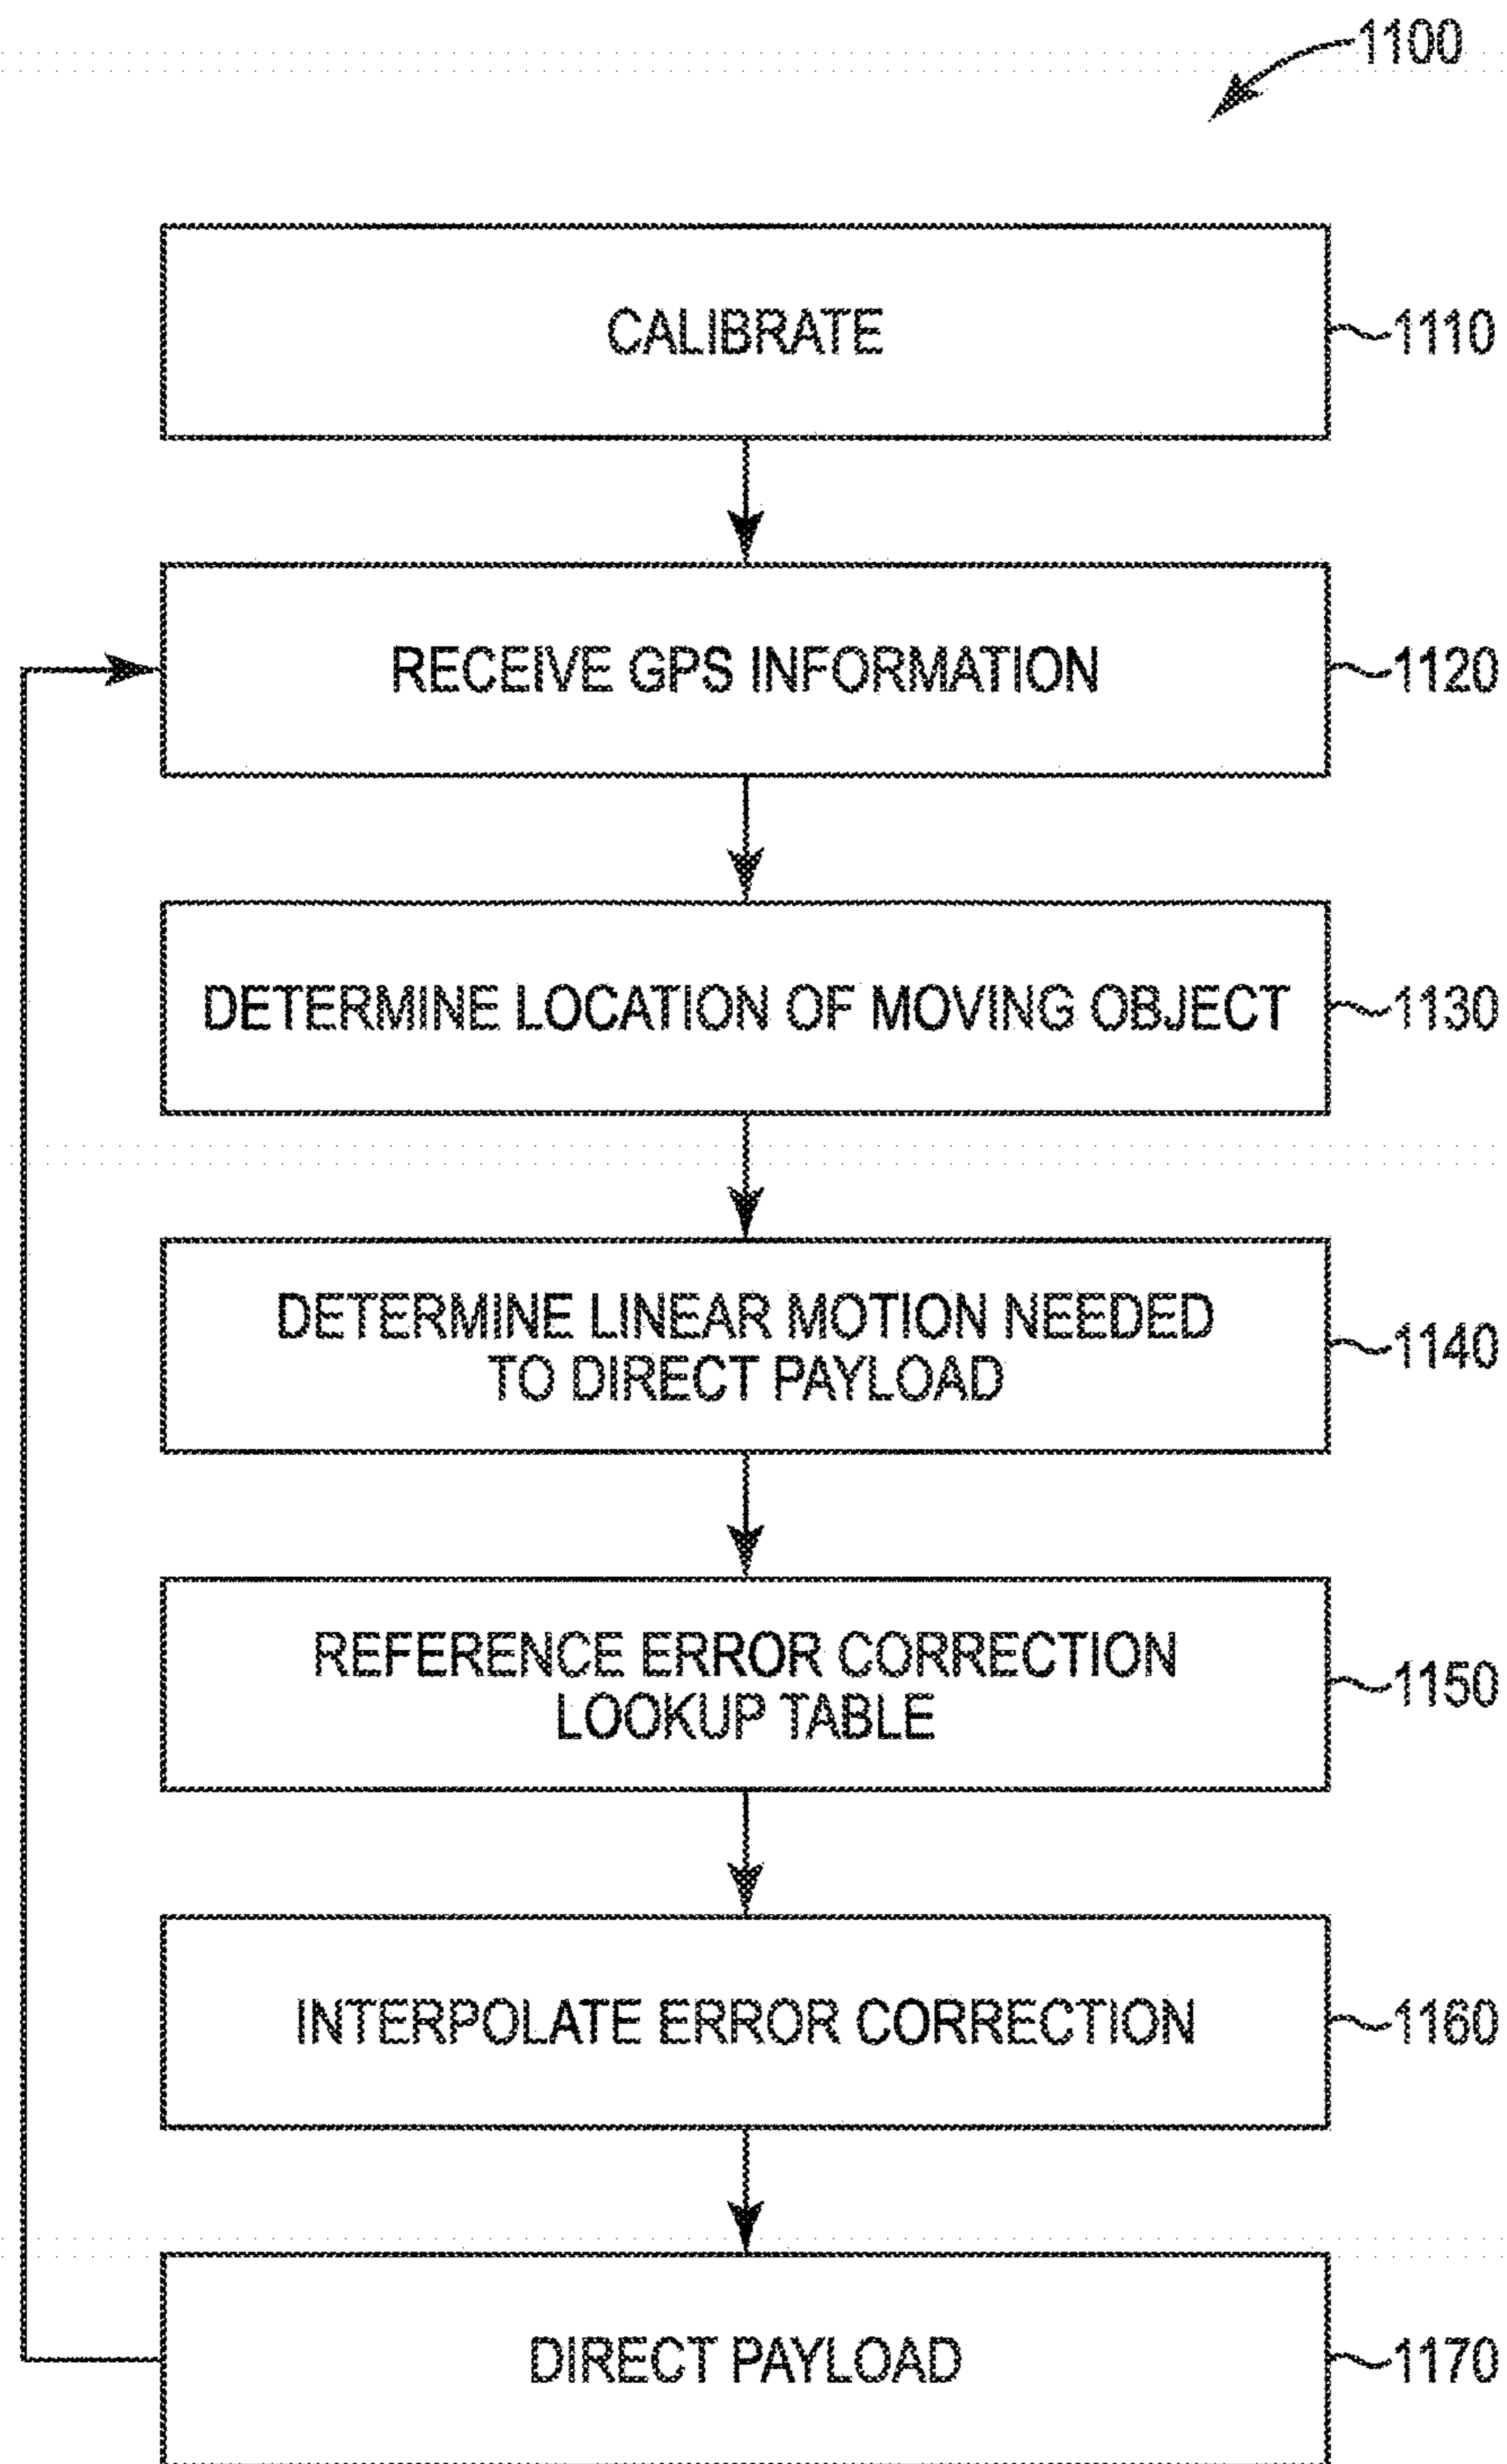 1100
CALIBRATE
1110
RECEIVE GPS INFORMATION
1120
DETERMINE LOCATION OF MOVING OBJECT
1130
DETERMINE LINEAR MOTION NEEDED
TO DIRECT PAYLOAD
1140
REFERENCE ERROR CORRECTION
LOOKUP TABLE
1150
INTERPOLATE ERROR CORRECTION
1160
DIRECT PAYLOAD
1170